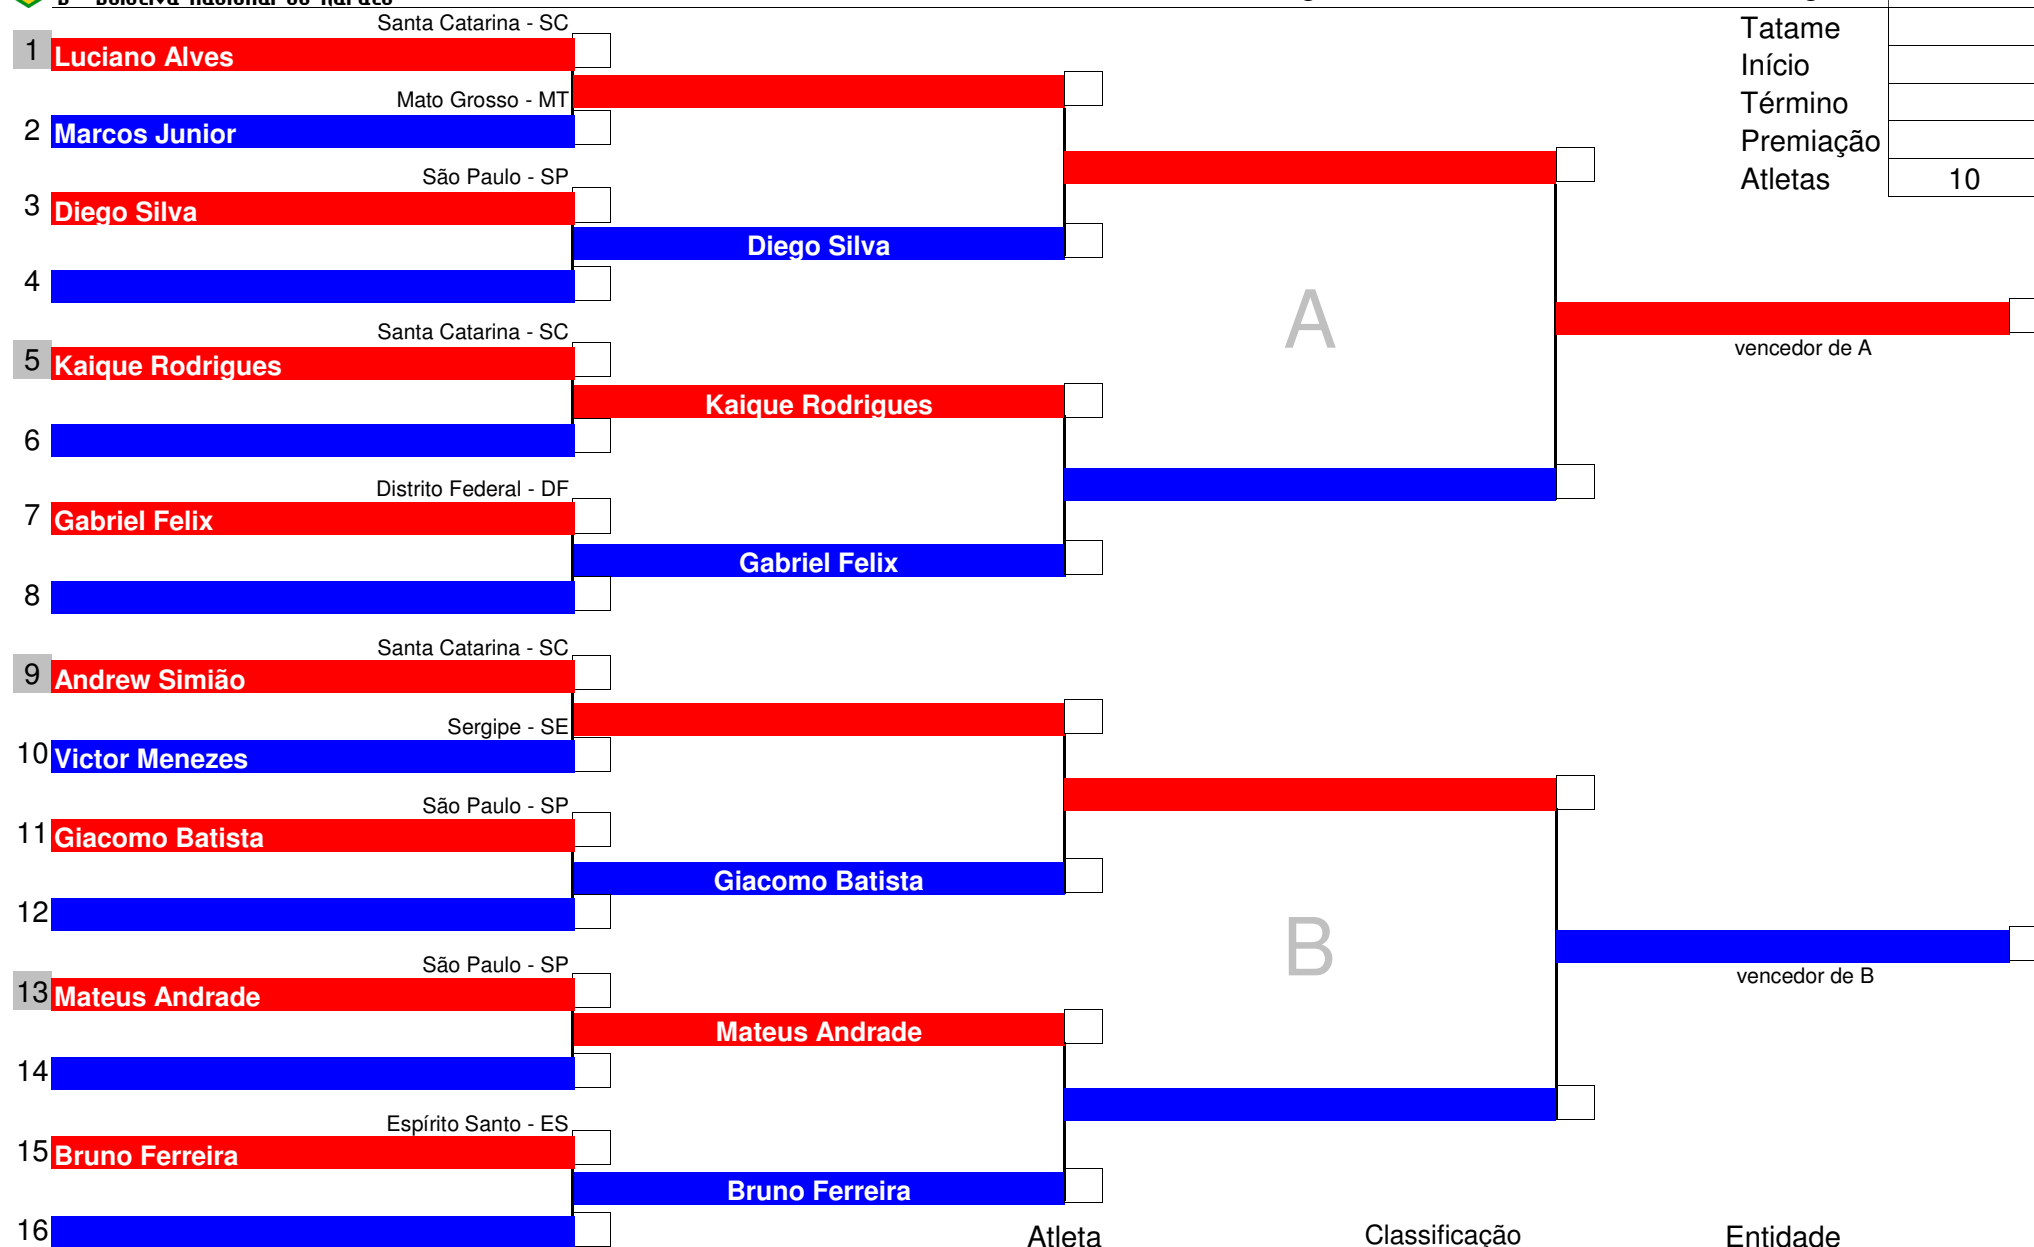 Santa Catarina - SC
1 Luciano Alves
Mato Grosso - MT
2 Marcos Junior
São Paulo - SP
3 Diego Silva
Diego Silva
4
Santa Catarina - SC
5 Kaique Rodrigues
Kaique Rodrigues
6
Distrito Federal - DF
7 Gabriel Felix
Gabriel Felix
8
Santa Catarina - SC
9 Andrew Simião
Sergipe - SE
10 Victor Menezes
São Paulo - SP
11 Giacomo Batista
Giacomo Batista
12
São Paulo - SP
13 Mateus Andrade
Mateus Andrade
14
Espírito Santo - ES
15 Bruno Ferreira
Bruno Ferreira
16
A
B
Tatame
Início
Término
Premiação
Atletas 10
vencedor de A
vencedor de B
Atleta Classificação Entidade